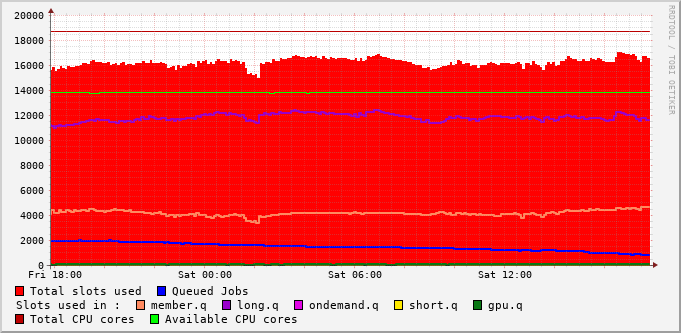 20000
18000
16000
14000
12000
10000
8000
6000
4000
2000
0
Fri 18:00 Sat 00:00 Sat 06:00 Sat 12:00
RRDTOOL / TOBI OETIKER
Total slots used Queued Jobs
Slots used in : member.q long.q ondemand.q short.q gpu.q
Total CPU cores Available CPU cores